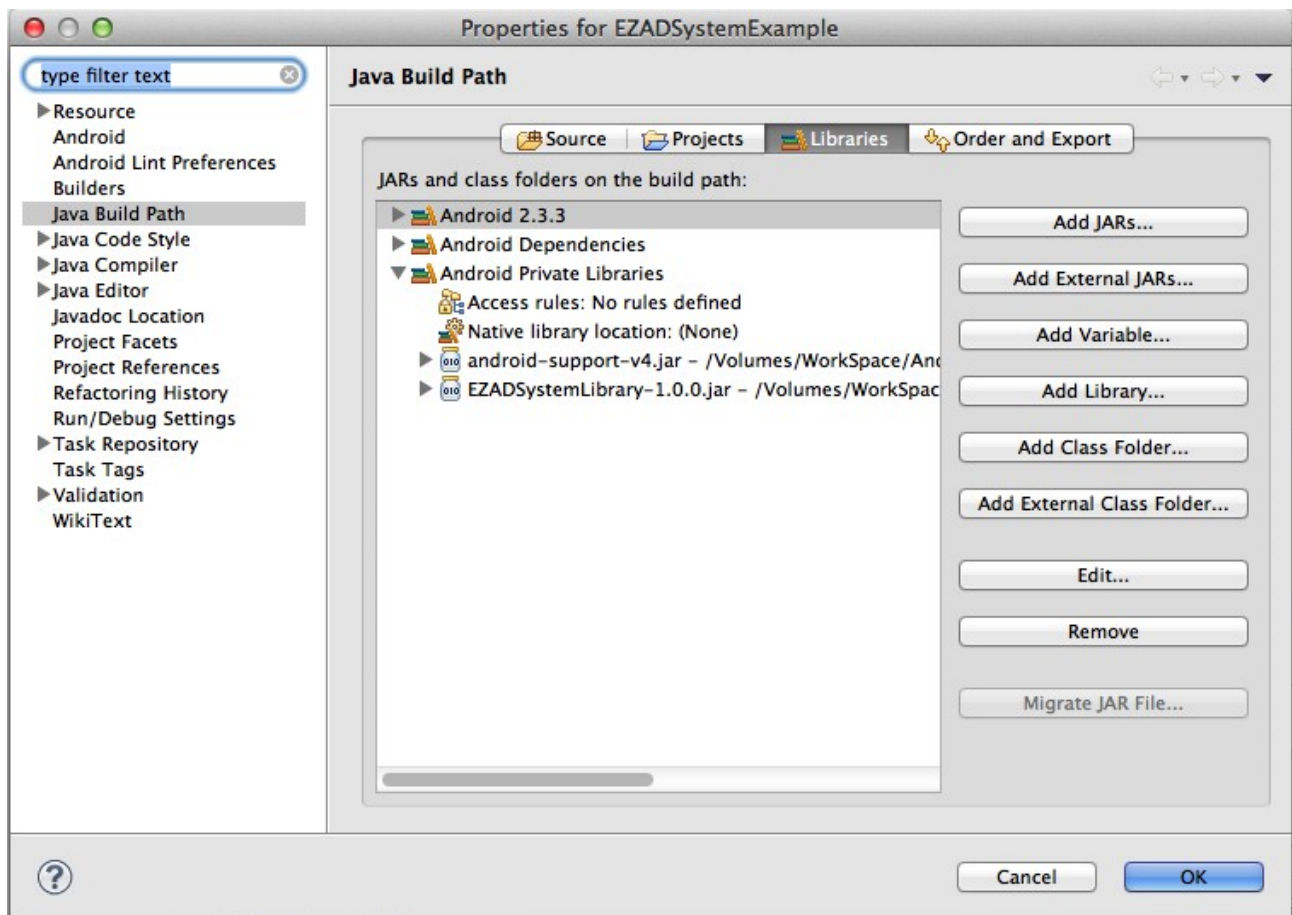 Properties for EZADSystemExample
type filter text
Resource
Android
Android Lint Preferences
Builders
Java Build Path
Java Code Style
Java Compiler
Java Editor
Javadoc Location
Project Facets
Project References
Refactoring History
Run/Debug Settings
Task Repository
Task Tags
Validation
WikiText
Java Build Path
Source Projects Libraries Order and Export
JARs and class folders on the build path:
Android 2.3.3
Android Dependencies
Android Private Libraries
Access rules: No rules defined
Native library location: (None)
android-support-v4.jar – /Volumes/WorkSpace/And
EZADSystemLibrary-1.0.0.jar – /Volumes/WorkSpac
Add JARs...
Add External JARs...
Add Variable...
Add Library...
Add Class Folder...
Add External Class Folder...
Edit...
Remove
Migrate JAR File...
? Cancel OK